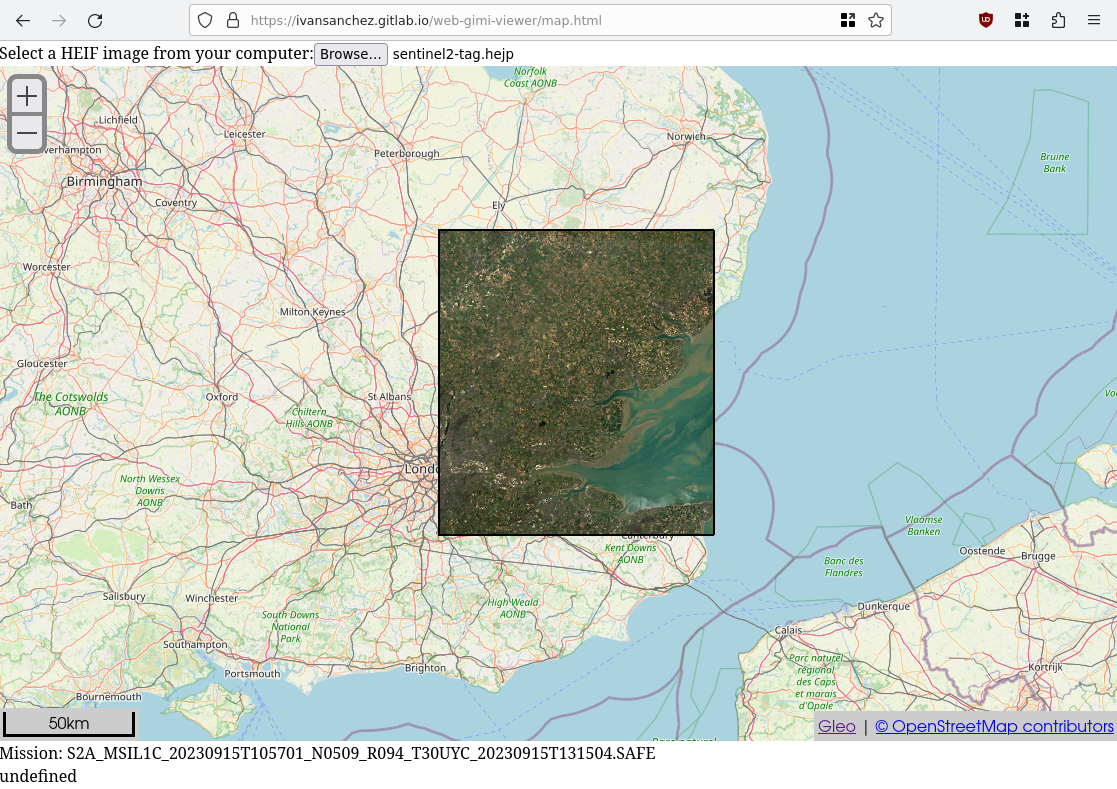 https://ivansanchez.gitlab.io/web-gimi-viewer/map.html
Select a HEIF image from your computer: Browse... sentinel2-tag.hejp
Norfolk
Coast AONB
Lichfield
Leicester
Norwich
Peterborough
verhampton
Bruine
Bank
Birmingham
Coventry
Ely
Worcester
Milton Keynes
Gloucester
The Cotswolds
AONB
Oxford
St Albans
Chiltern
Hills AONB
Lond
North Wessex
Downs
AONB
Bath
Vlaamse
Banken
Canterbury
Kent Downs
AONB
Oostende
Brugge
Banc des
Flandres
Salisbury
Winchester
High Weald
AONB
Dunkerque
South Downs
National
Park
Calais
Southampton
Brighton
Portsmouth
Parc naturel
régional
des Caps
et marais
d'Opale
Kortrijk
Bournemouth
50km
Gleo | © OpenStreetMap contributors
Mission: S2A_MSIL1C_20230915T105701_N0509_R094_T30UYC_20230915T131504.SAFE
undefined